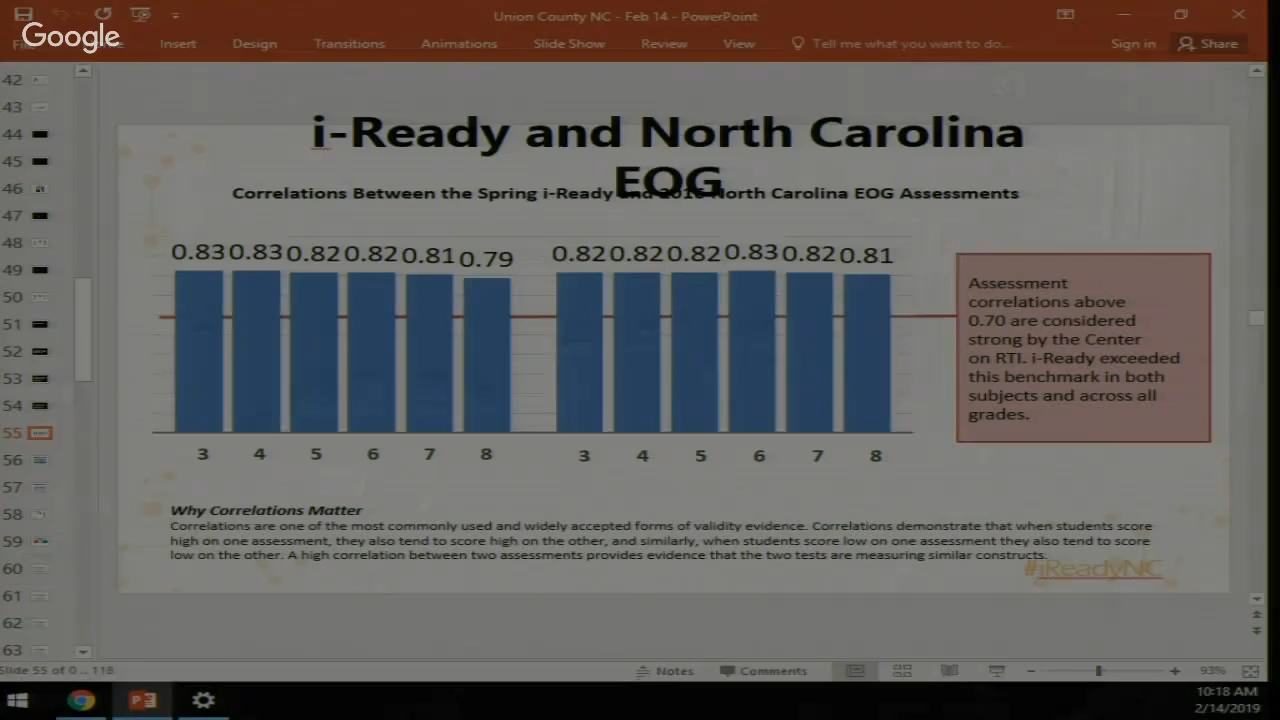 Union County NC - Feb 14 - PowerPoint
Google
Insert Design Transitions Animations Slide Show Review View Tell me what you want to do... Sign in Share
42
43
44
45
46
47
48
49
50
51
52
53
54
55
56
57
58
59
60
61
62
63
i-Ready and North Carolina
EOG
Correlations Between the Spring i-Ready and 2016 North Carolina EOG Assessments
0.83 0.83 0.82 0.82 0.81 0.79 0.82 0.82 0.82 0.83 0.82 0.81
3 4 5 6 7 8 3 4 5 6 7 8
Assessment
correlations above
0.70 are considered
strong by the Center
on RTI. i-Ready exceeded
this benchmark in both
subjects and across all
grades.
Why Correlations Matter
Correlations are one of the most commonly used and widely accepted forms of validity evidence. Correlations demonstrate that when students score
high on one assessment, they also tend to score high on the other, and similarly, when students score low on one assessment they also tend to score
low on the other. A high correlation between two assessments provides evidence that the two tests are measuring similar constructs.
#iReadyNC
Slide 55 of 0 .. 118 Notes Comments 93%
10:18 AM
2/14/2019